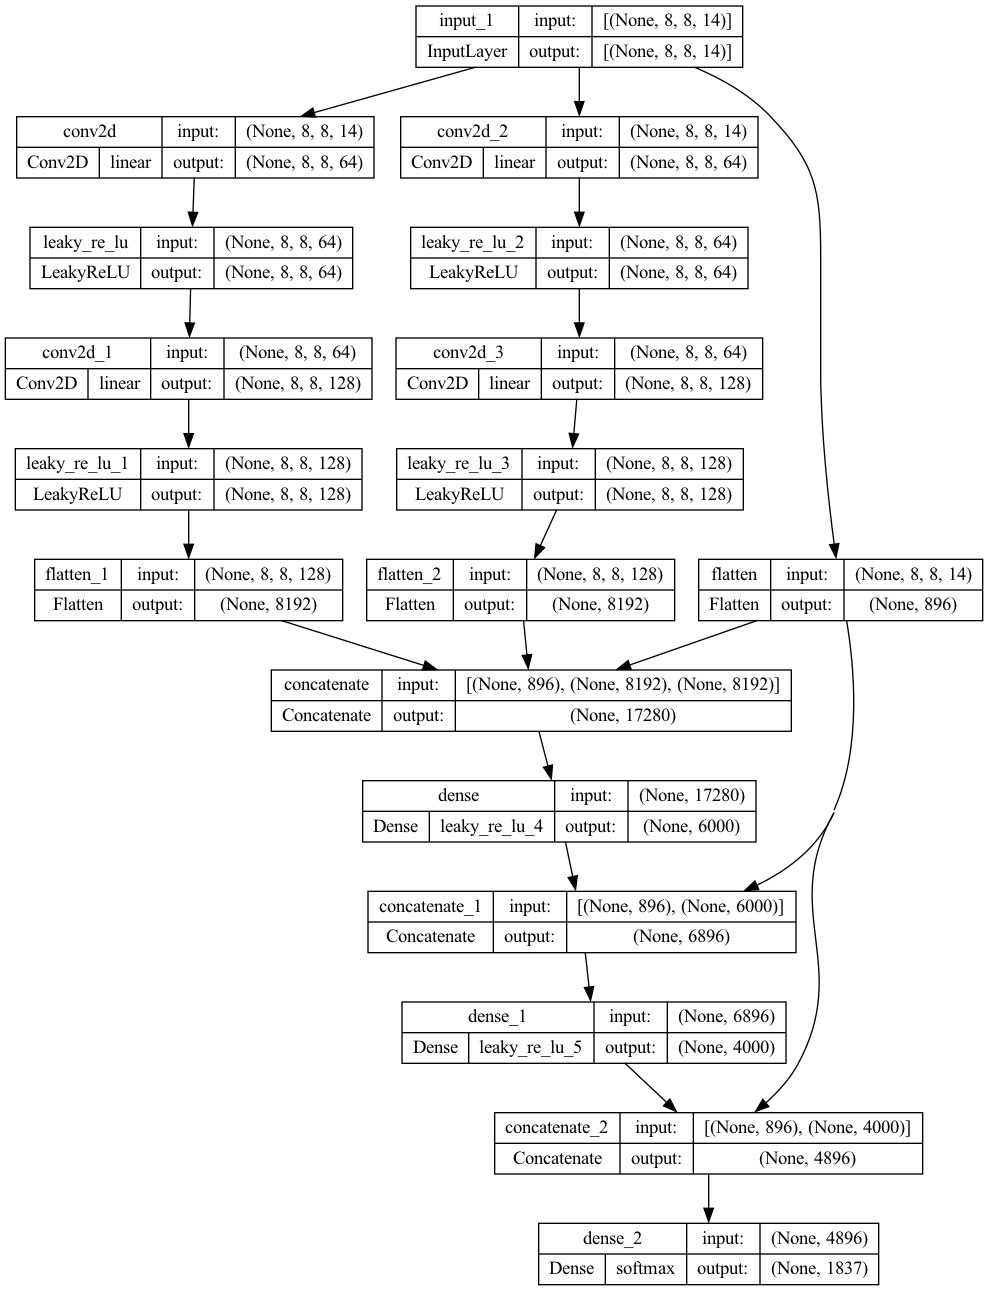 input_1 input: [(None, 8, 8, 14)]
InputLayer output: [(None, 8, 8, 14)]
conv2d input: (None, 8, 8, 14)
Conv2D linear output: (None, 8, 8, 64)
conv2d_2 input: (None, 8, 8, 14)
Conv2D linear output: (None, 8, 8, 64)
leaky_re_lu input: (None, 8, 8, 64)
LeakyReLU output: (None, 8, 8, 64)
leaky_re_lu_2 input: (None, 8, 8, 64)
LeakyReLU output: (None, 8, 8, 64)
conv2d_1 input: (None, 8, 8, 64)
Conv2D linear output: (None, 8, 8, 128)
conv2d_3 input: (None, 8, 8, 64)
Conv2D linear output: (None, 8, 8, 128)
leaky_re_lu_1 input: (None, 8, 8, 128)
LeakyReLU output: (None, 8, 8, 128)
leaky_re_lu_3 input: (None, 8, 8, 128)
LeakyReLU output: (None, 8, 8, 128)
flatten_1 input: (None, 8, 8, 128)
Flatten output: (None, 8192)
flatten_2 input: (None, 8, 8, 128)
Flatten output: (None, 8192)
flatten input: (None, 8, 8, 14)
Flatten output: (None, 896)
concatenate input: [(None, 896), (None, 8192), (None, 8192)]
Concatenate output: (None, 17280)
dense input: (None, 17280)
Dense leaky_re_lu_4 output: (None, 6000)
concatenate_1 input: [(None, 896), (None, 6000)]
Concatenate output: (None, 6896)
dense_1 input: (None, 6896)
Dense leaky_re_lu_5 output: (None, 4000)
concatenate_2 input: [(None, 896), (None, 4000)]
Concatenate output: (None, 4896)
dense_2 input: (None, 4896)
Dense softmax output: (None, 1837)